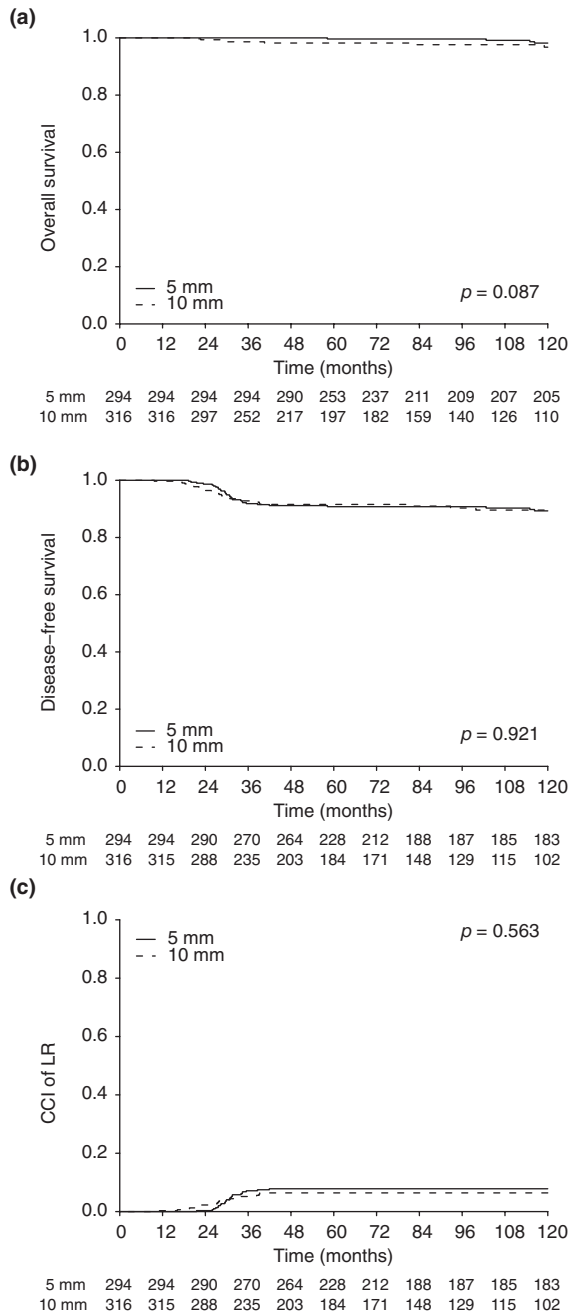 (a)
1.0
0.8
0.6
0.4
0.2
0.0
Overall survival
5 mm
10 mm
p = 0.087
0 12 24 36 48 60 72 84 96 108 120
Time (months)
5 mm 294 294 294 294 290 253 237 211 209 207 205
10 mm 316 316 297 252 217 197 182 159 140 126 110
(b)
1.0
0.8
0.6
0.4
0.2
0.0
Disease–free survival
5 mm
10 mm
p = 0.921
0 12 24 36 48 60 72 84 96 108 120
Time (months)
5 mm 294 294 290 270 264 228 212 188 187 185 183
10 mm 316 315 288 235 203 184 171 148 129 115 102
(c)
1.0
0.8
0.6
0.4
0.2
0.0
CCI of LR
5 mm
10 mm
p = 0.563
0 12 24 36 48 60 72 84 96 108 120
Time (months)
5 mm 294 294 290 270 264 228 212 188 187 185 183
10 mm 316 315 288 235 203 184 171 148 129 115 102